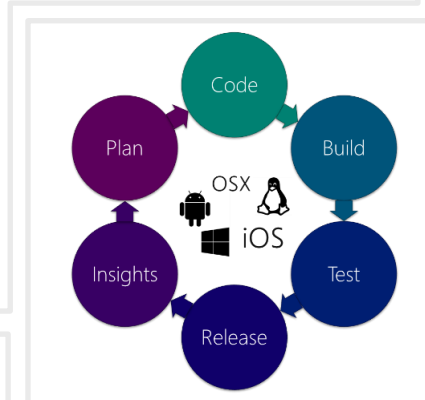 Code
Plan
Build
OSX
iOS
Insights
Test
Release